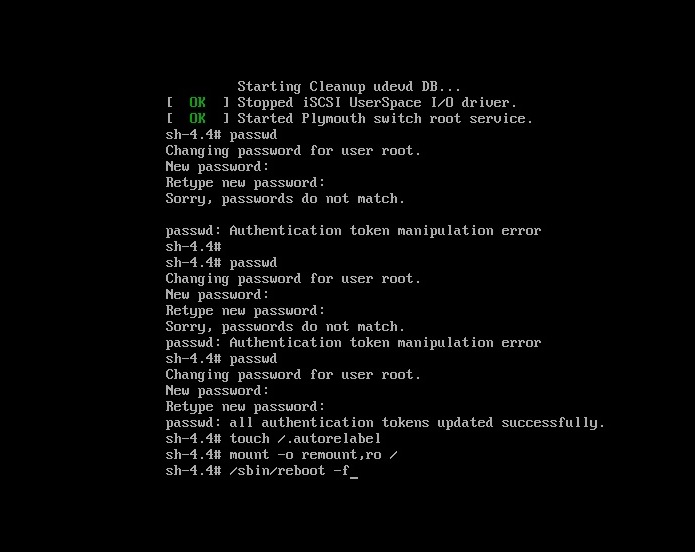 Starting Cleanup udevd DB...
[  OK  ] Stopped iSCSI UserSpace I/O driver.
[  OK  ] Started Plymouth switch root service.
sh-4.4# passwd
Changing password for user root.
New password:
Retype new password:
Sorry, passwords do not match.
passwd: Authentication token manipulation error
sh-4.4#
sh-4.4# passwd
Changing password for user root.
New password:
Retype new password:
Sorry, passwords do not match.
passwd: Authentication token manipulation error
sh-4.4# passwd
Changing password for user root.
New password:
Retype new password:
passwd: all authentication tokens updated successfully.
sh-4.4# touch /.autorelabel
sh-4.4# mount -o remount,ro /
sh-4.4# /sbin/reboot -f_